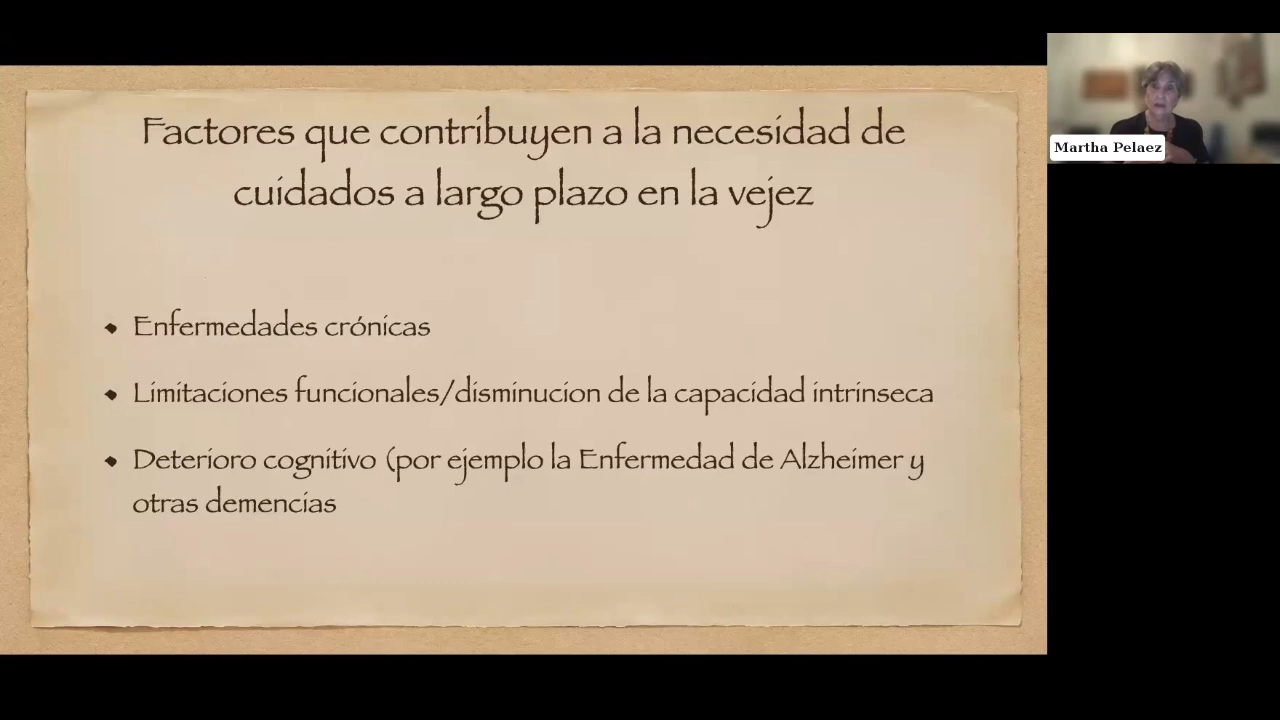 Factores que contribuyen a la necesidad de
cuidados a largo plazo en la vejez
Martha Pelaez
• Enfermedades crónicas
• Limitaciones funcionales/disminucion de la capacidad intrinseca
• Deterioro cognitivo (por ejemplo la Enfermedad de Alzheimer y
otras demencias